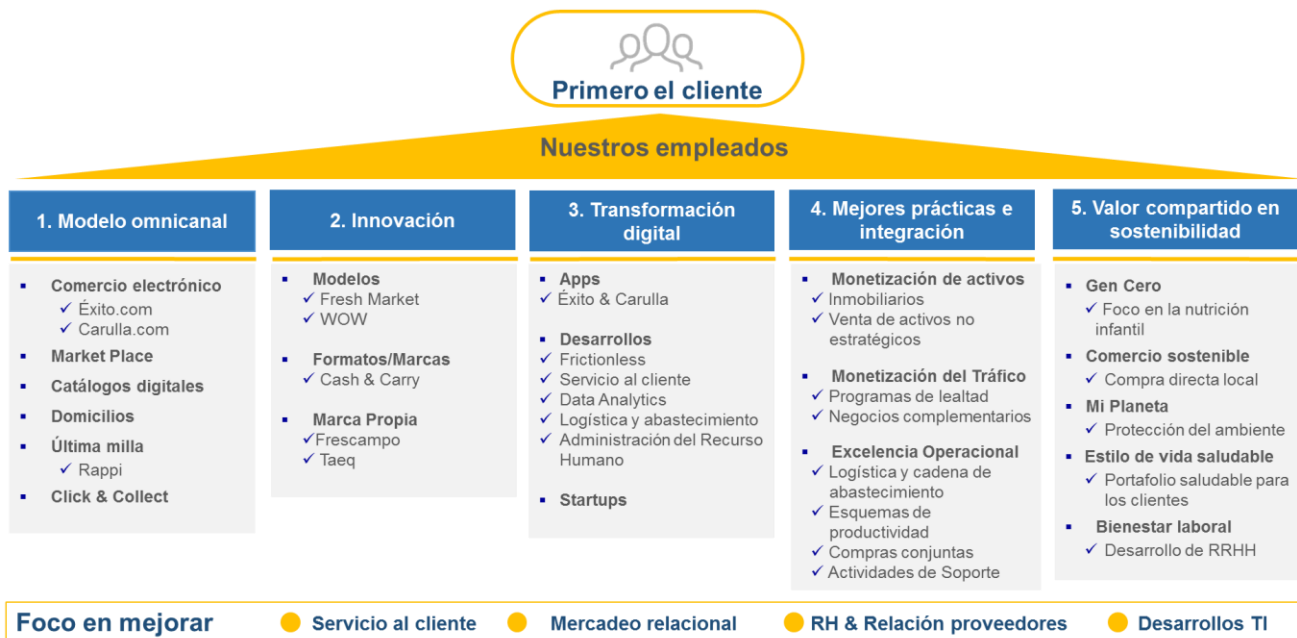 Primero el cliente
Nuestros empleados
1. Modelo omnicanal
Comercio electrónico
Éxito.com
Carulla.com
Market Place
Catálogos digitales
Domicilios
Última milla
Rappi
Click & Collect
2. Innovación
Modelos
Fresh Market
WOW
Formatos/Marcas
Cash & Carry
Marca Propia
Frescampo
Taeq
3. Transformación
digital
Apps
Éxito & Carulla
Desarrollos
Frictionless
Servicio al cliente
Data Analytics
Logística y abastecimiento
Administración del Recurso
Humano
Startups
4. Mejores prácticas e
integración
Monetización de activos
Inmobiliarios
Venta de activos no
estratégicos
Monetización del Tráfico
Programas de lealtad
Negocios complementarios
Excelencia Operacional
Logística y cadena de
abastecimiento
Esquemas de
productividad
Compras conjuntas
Actividades de Soporte
5. Valor compartido en
sostenibilidad
Gen Cero
Foco en la nutrición
infantil
Comercio sostenible
Compra directa local
Mi Planeta
Protección del ambiente
Estilo de vida saludable
Portafolio saludable para
los clientes
Bienestar laboral
Desarrollo de RRHH
Foco en mejorar
Servicio al cliente
Mercadeo relacional
RH & Relación proveedores
Desarrollos TI